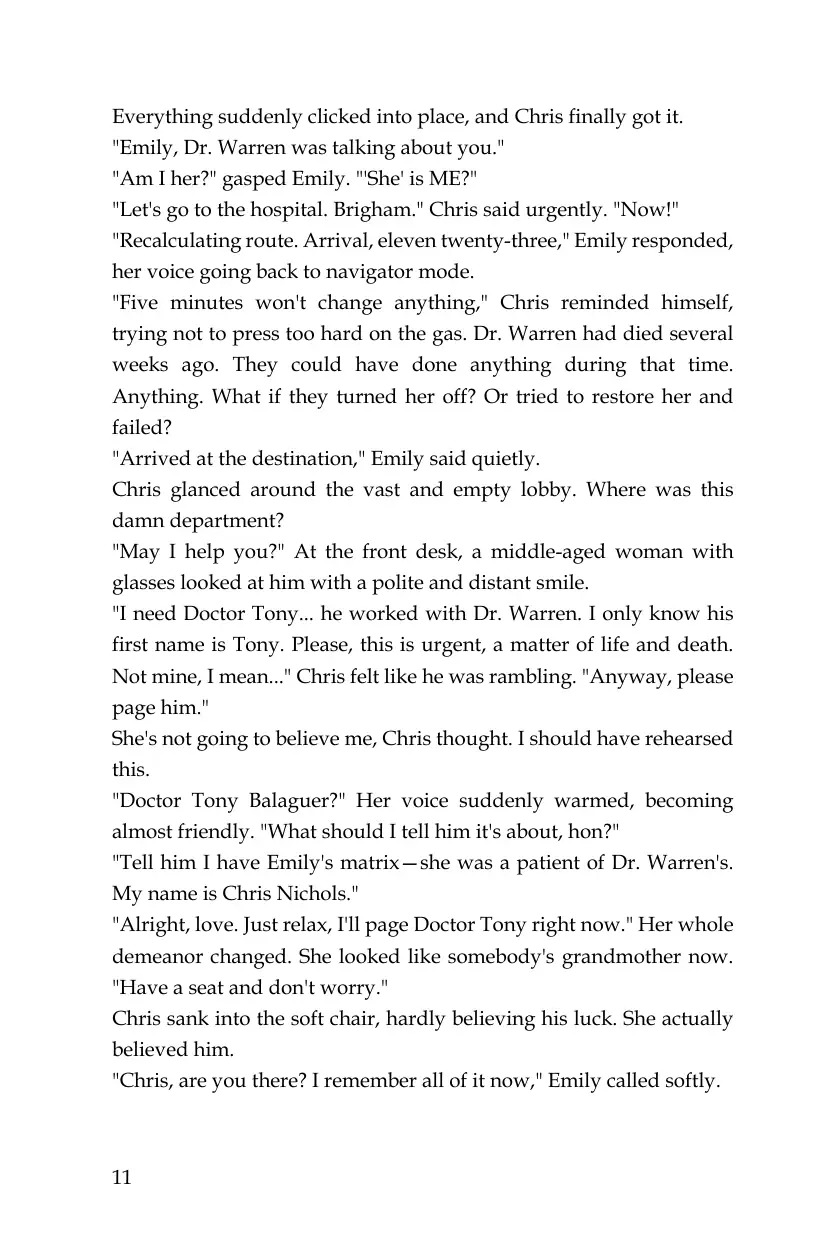 Everything suddenly clicked into place, and Chris finally got it.
"Emily, Dr. Warren was talking about you."
"Am I her?" gasped Emily. "'She' is ME?"
"Let's go to the hospital. Brigham." Chris said urgently. "Now!"
"Recalculating route. Arrival, eleven twenty-three," Emily responded,
her voice going back to navigator mode.
"Five minutes won't change anything," Chris reminded himself,
trying not to press too hard on the gas. Dr. Warren had died several
weeks ago. They could have done anything during that time.
Anything. What if they turned her off? Or tried to restore her and
failed?
"Arrived at the destination," Emily said quietly.
Chris glanced around the vast and empty lobby. Where was this
damn department?
"May I help you?" At the front desk, a middle-aged woman with
glasses looked at him with a polite and distant smile.
"I need Doctor Tony... he worked with Dr. Warren. I only know his
first name is Tony. Please, this is urgent, a matter of life and death.
Not mine, I mean..." Chris felt like he was rambling. "Anyway, please
page him."
She's not going to believe me, Chris thought. I should have rehearsed
this.
"Doctor Tony Balaguer?" Her voice suddenly warmed, becoming
almost friendly. "What should I tell him it's about, hon?"
"Tell him I have Emily's matrix—she was a patient of Dr. Warren's.
My name is Chris Nichols."
"Alright, love. Just relax, I'll page Doctor Tony right now." Her whole
demeanor changed. She looked like somebody's grandmother now.
"Have a seat and don't worry."
Chris sank into the soft chair, hardly believing his luck. She actually
believed him.
"Chris, are you there? I remember all of it now," Emily called softly.
11